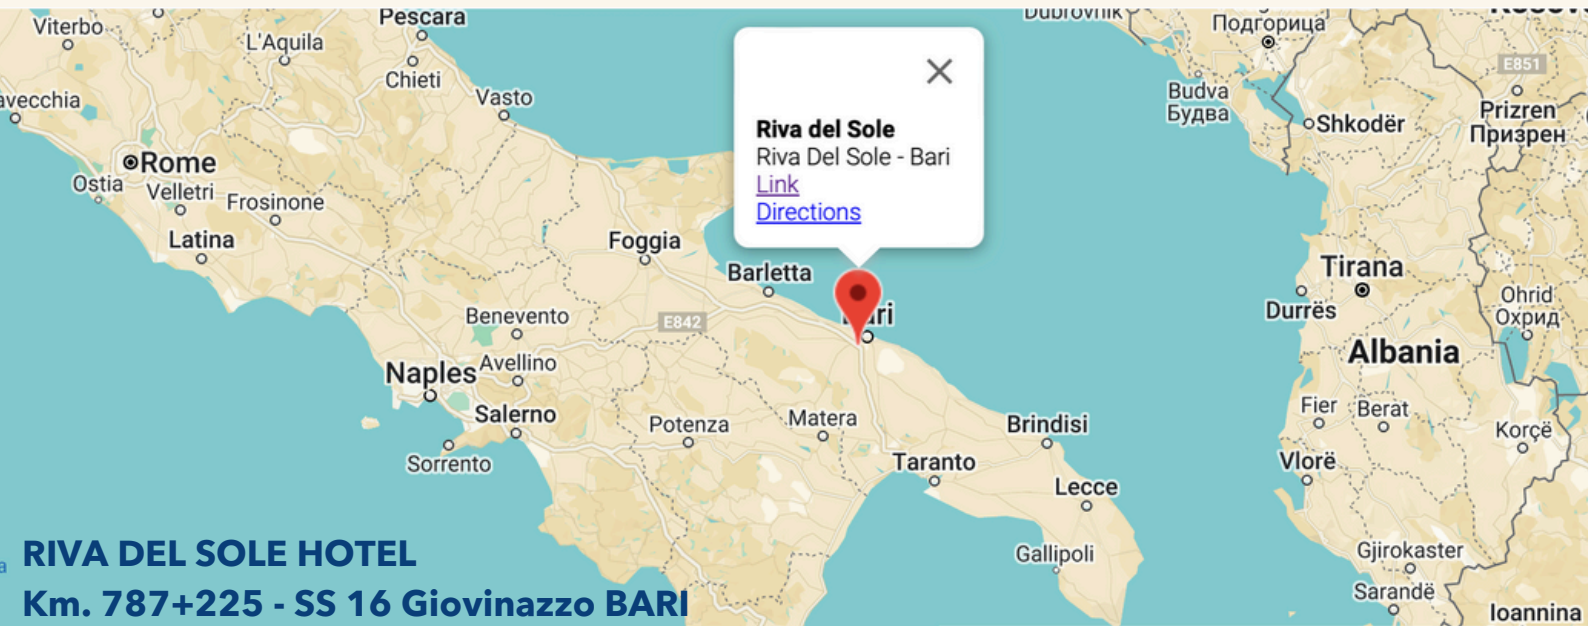 Viterbo
L'Aquila
Pescara
Chieti
Vasto
avecchia
Rome
Ostia
Velletri
Frosinone
Latina
Foggia
Barletta
Riva del Sole
Riva Del Sole - Bari
Link
Directions
Dubrovnik
Подгорица
E851
Budva
Будва
Shkodër
Prizren
Призрен
Tirana
Durrës
Ohrid
Охрид
Albania
Benevento
E842
Avellino
Naples
Salerno
Sorrento
Potenza
Matera
Taranto
Brindisi
Lecce
Gallipoli
Fier
Berat
Korçë
Vlorë
Gjirokaster
Sarandë
Ioannina
RIVA DEL SOLE HOTEL
Km. 787+225 - SS 16 Giovinazzo BARI